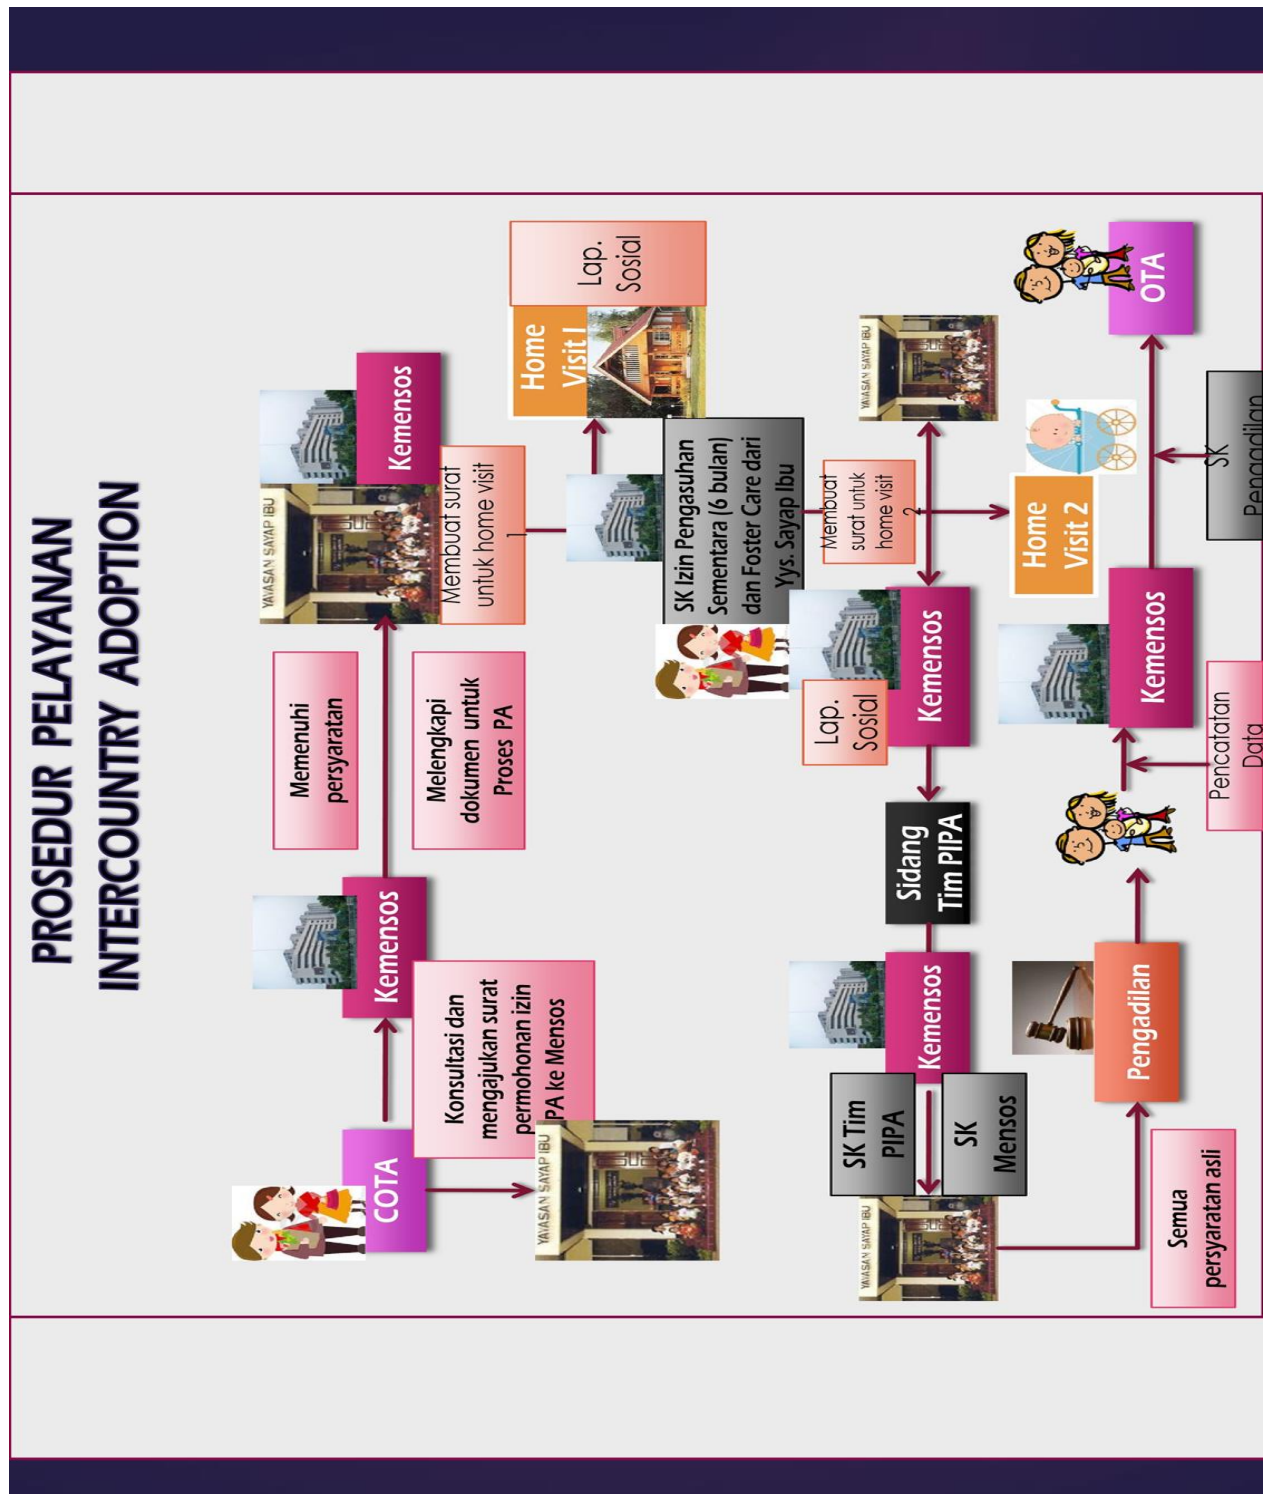 PROSEDUR PELAYANAN
INTERCOUNTRY ADOPTION
COTA
Konsultasi dan
mengajukan surat
permohonan izin
PA ke Mensos
YAYASAN SAYAP IBU
Kemensos
Memenuhi
persyaratan
Melengkapi
dokumen untuk
Proses PA
YAYASAN SAYAP IBU
Kemensos
Membuat surat
untuk home visit
1
Home
Visit I
Lap.
Sosial
SK Izin Pengasuhan
Sementara (6 bulan)
dan Foster Care dari
Yys. Sayap Ibu
Membuat
surat untuk
home visit
2
YAYASAN SAYAP IBU
Home
Visit 2
Kemensos
Lap.
Sosial
Sidang
Tim PIPA
Kemensos
SK Tim
PIPA
SK
Mensos
YAYASAN SAYAP IBU
Semua
persyaratan asli
Pengadilan
Pencatatan
Data
Kemensos
SK
Pengadilan
OTA